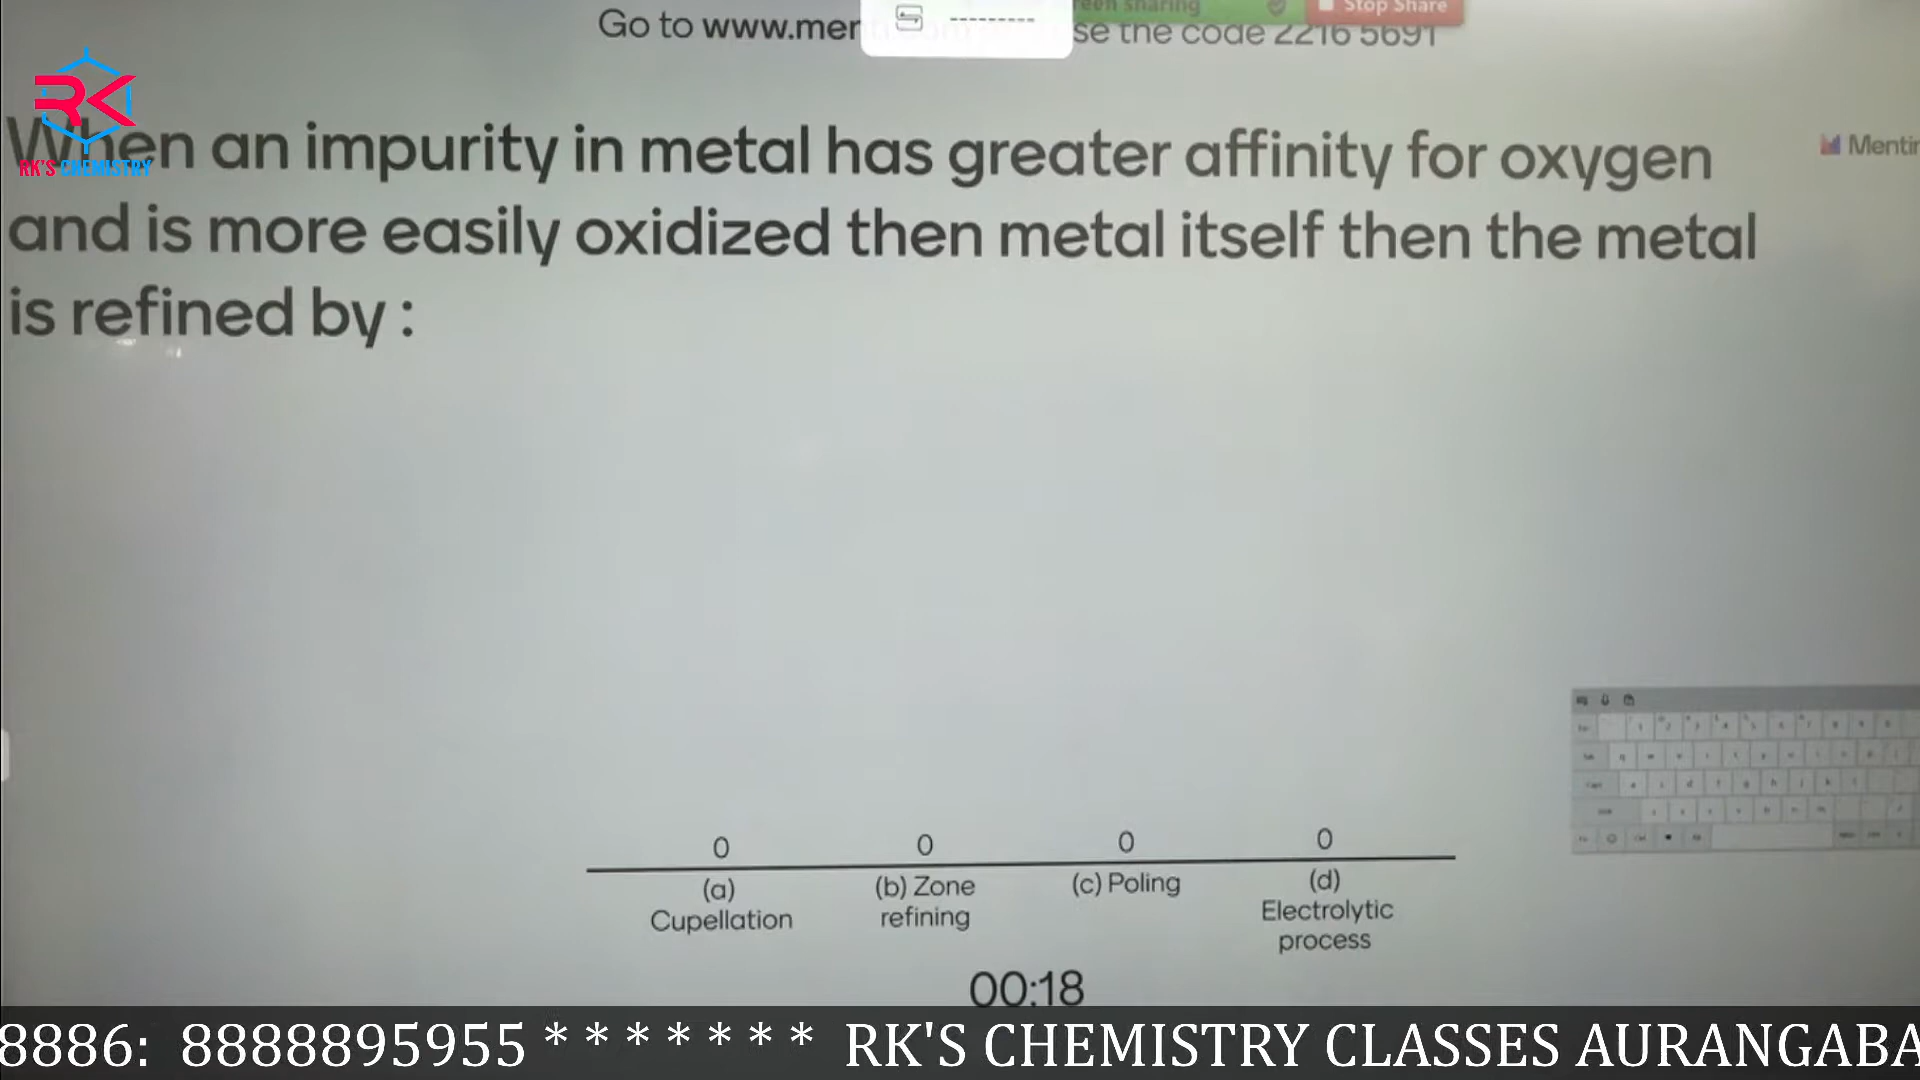 Go to www.men se the code 2216 5691
Stop Share
RK
RK'S CHEMISTRY
When an impurity in metal has greater affinity for oxygen
and is more easily oxidized then metal itself then the metal
is refined by :
Mentim
0 0 0 0
(a) (b) Zone (c) Poling (d)
Cupellation refining Electrolytic
process
00:18
8886: 8888895955 * * * * * * * RK'S CHEMISTRY CLASSES AURANGABA